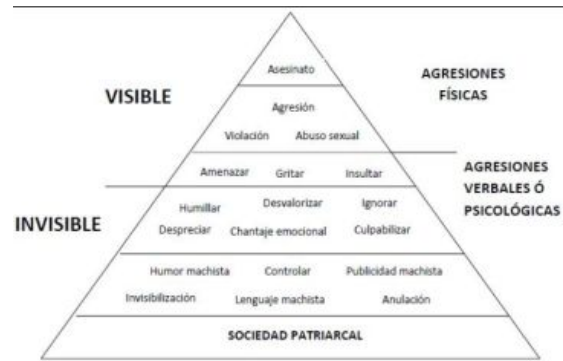 Asesinato
AGRESIONES
FÍSICAS
VISIBLE
Agresión
Violación Abuso sexual
Amenazar Gritar Insultar
AGRESIONES
VERBALES Ó
PSICOLÓGICAS
INVISIBLE
Humillar Desvalorizar Ignorar
Despreciar Chantaje emocional Culpabilizar
Humor machista Controlar Publicidad machista
Invisibilización Lenguaje machista Anulación
SOCIEDAD PATRIARCAL